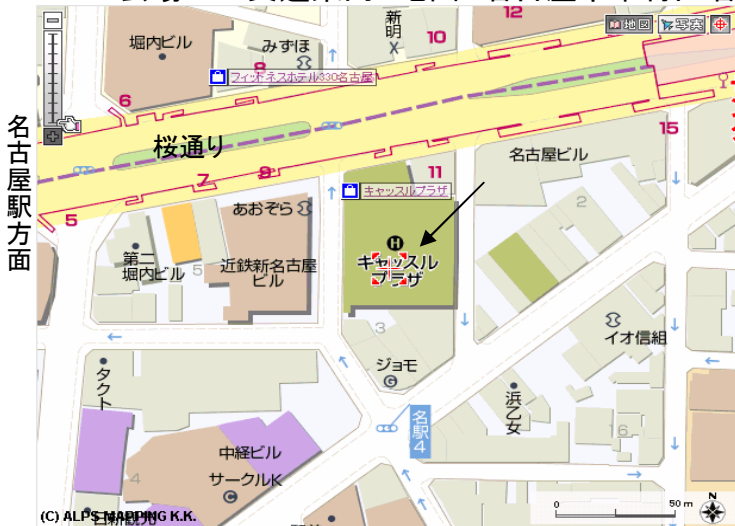 堀内ビル
みずほ
8
新明
10
12
地図
写真
フィットネスホテル330名古屋
6
桜通り
名古屋駅方面
15
名古屋ビル
11
キャッスルプラザ
7
9
5
あおぞら
2
H
キャッスル
プラザ
第二
堀内ビル
5
近鉄新名古屋
ビル
3
イオ信組
ジョモ
G
タクト
浜乙女
名駅4
16
中経ビル
サークルK
C
4
N
0
50 m
(C) ALPS MAPPING K.K.